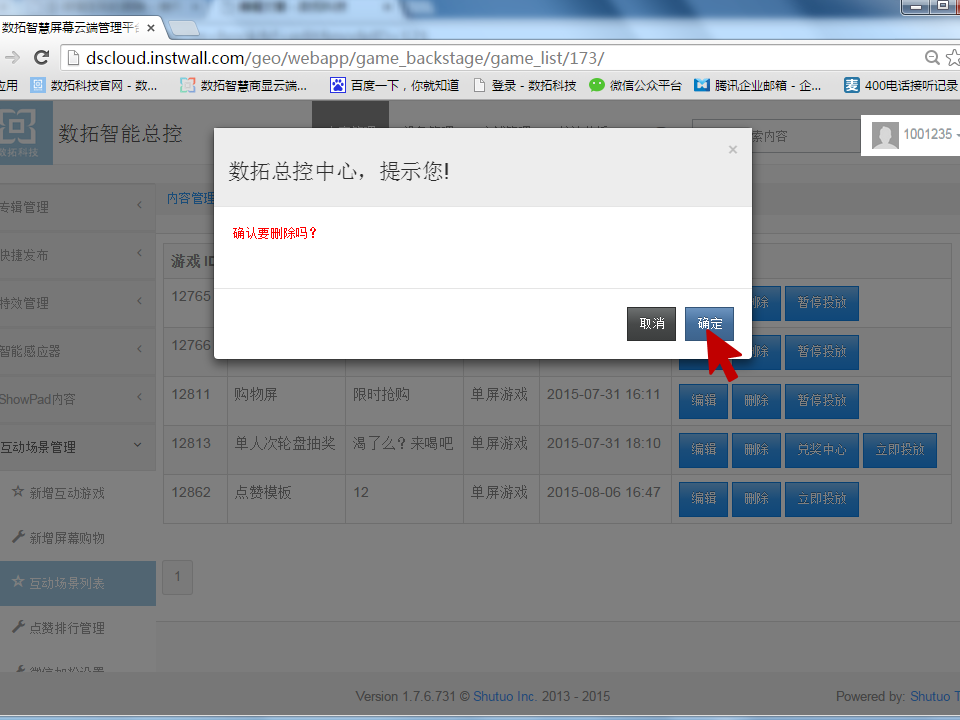 数拓智慧屏幕云端管理平台
dscloud.instwall.com/geo/webapp/game_backstage/game_list/173/
应用 数拓科技官网 - 数... 数拓智慧商显云端... 百度一下，你就知道 登录 - 数拓科技 微信公众平台 腾讯企业邮箱 - 企... 400电话接听记录
数拓科技
数拓智能总控
索内容
1001235
数拓总控中心，提示您!
×
确认要删除吗?
取消 确定
专辑管理
快捷发布
特效管理
智能感应器
ShowPad内容
互动场景管理
新增互动游戏
新增屏幕购物
互动场景列表
点赞排行管理
内容管理
游戏 ID
12765 删除 暂停投放
12766 删除 暂停投放
12811 购物屏 限时抢购 单屏游戏 2015-07-31 16:11 编辑 删除 暂停投放
12813 单人次轮盘抽奖 渴了么？来喝吧 单屏游戏 2015-07-31 18:10 编辑 删除 兑奖中心 立即投放
12862 点赞模板 12 单屏游戏 2015-08-06 16:47 编辑 删除 立即投放
1
Version 1.7.6.731 © Shutuo Inc. 2013 - 2015
Powered by: Shutuo T